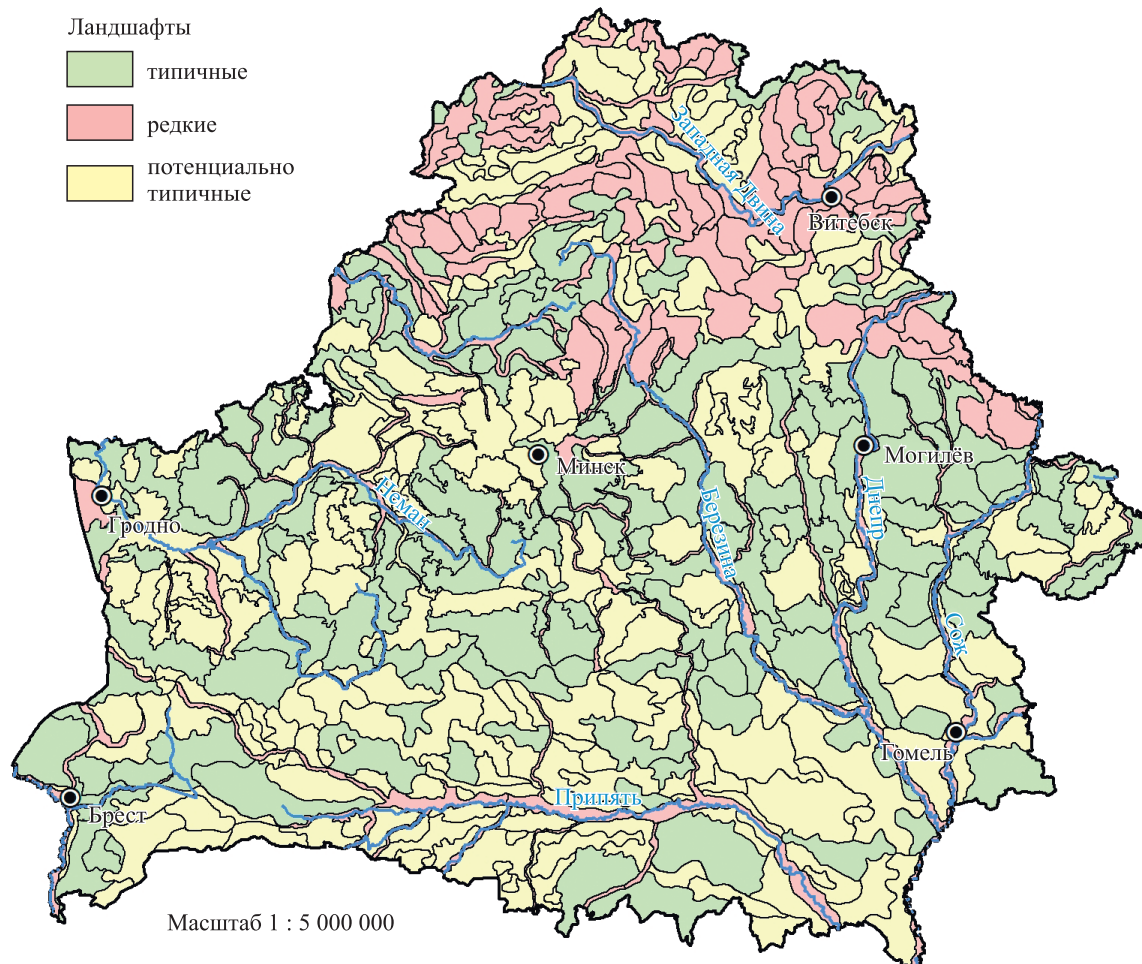 Ландшафты
типичные
редкие
потенциально
типичные
Западная Двина
Витебск
Минск
Могилёв
Гродно
Неман
Березина
Днепр
Сож
Гомель
Припять
Брест
Масштаб 1 : 5 000 000